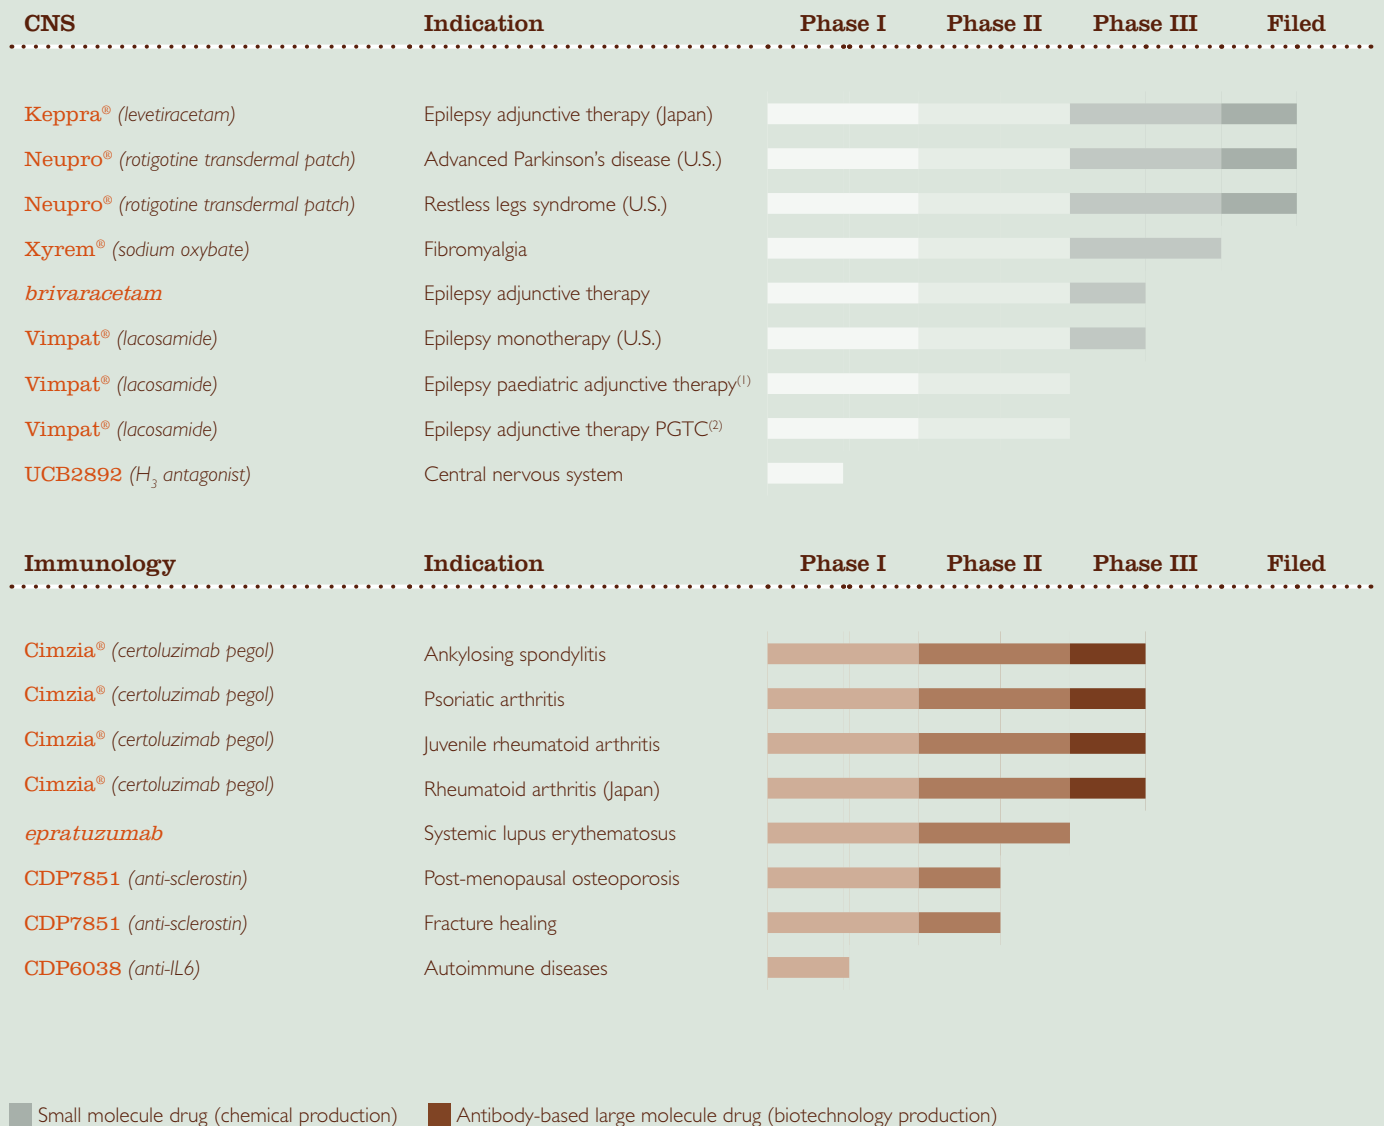 CNS Indication Phase I Phase II Phase III Filed
Keppra® (levetiracetam) Epilepsy adjunctive therapy (Japan)
Neupro® (rotigotine transdermal patch) Advanced Parkinson's disease (U.S.)
Neupro® (rotigotine transdermal patch) Restless legs syndrome (U.S.)
Xyrem® (sodium oxybate) Fibromyalgia
brivaracetam Epilepsy adjunctive therapy
Vimpat® (lacosamide) Epilepsy monotherapy (U.S.)
Vimpat® (lacosamide) Epilepsy paediatric adjunctive therapy(1)
Vimpat® (lacosamide) Epilepsy adjunctive therapy PGTC(2)
UCB2892 (H3 antagonist) Central nervous system
Immunology Indication Phase I Phase II Phase III Filed
Cimzia® (certoluzimab pegol) Ankylosing spondylitis
Cimzia® (certoluzimab pegol) Psoriatic arthritis
Cimzia® (certoluzimab pegol) Juvenile rheumatoid arthritis
Cimzia® (certoluzimab pegol) Rheumatoid arthritis (Japan)
epratuzumab Systemic lupus erythematosus
CDP7851 (anti-sclerostin) Post-menopausal osteoporosis
CDP7851 (anti-sclerostin) Fracture healing
CDP6038 (anti-IL6) Autoimmune diseases
Small molecule drug (chemical production) Antibody-based large molecule drug (biotechnology production)